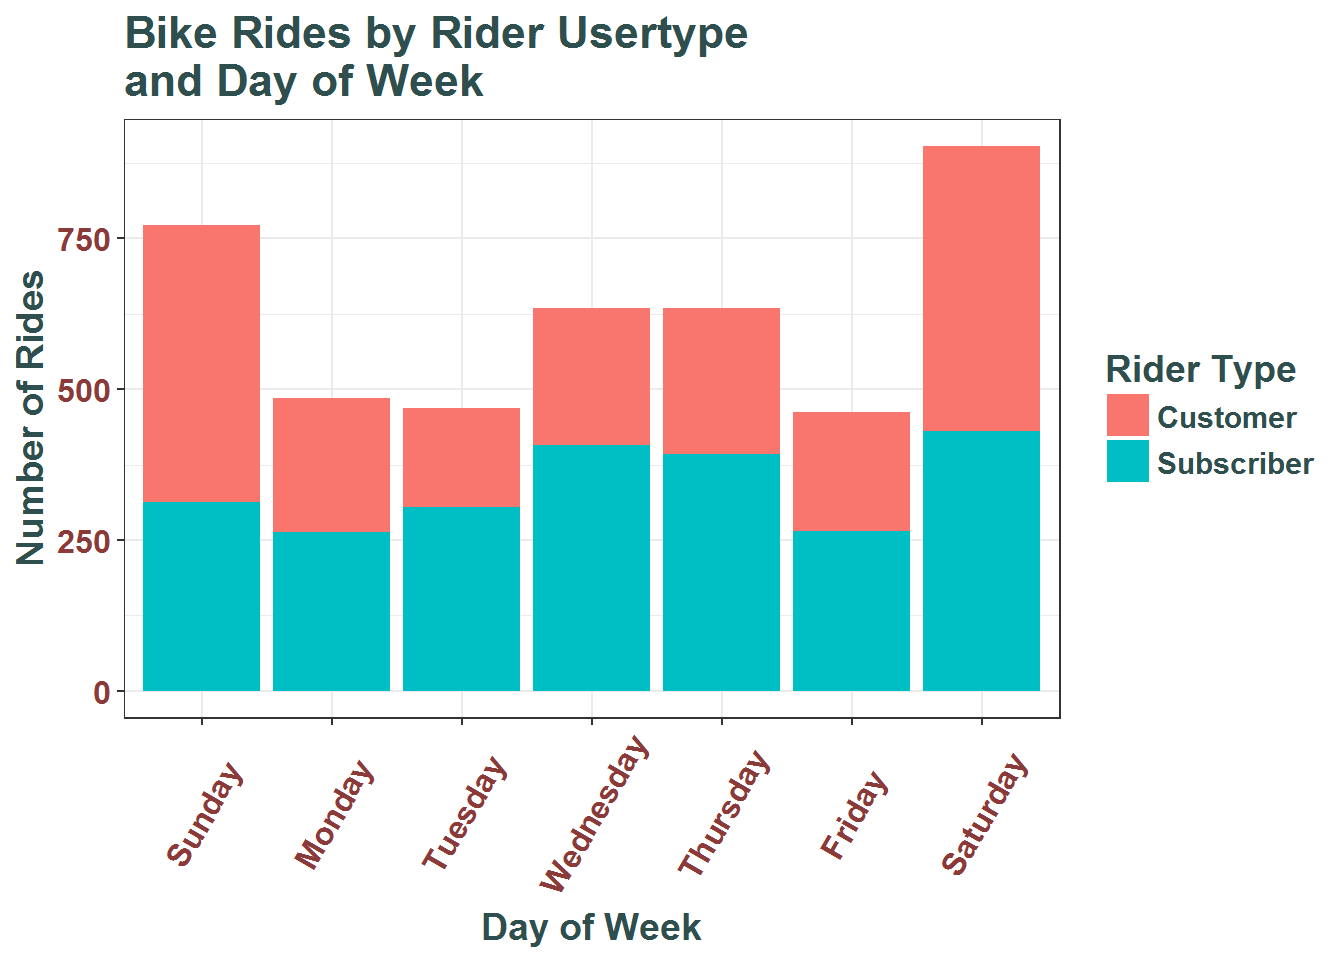 Bike Rides by Rider Usertype
and Day of Week
Number of Rides
750
500
250
0
Sunday
Monday
Tuesday
Wednesday
Thursday
Friday
Saturday
Day of Week
Rider Type
Customer
Subscriber